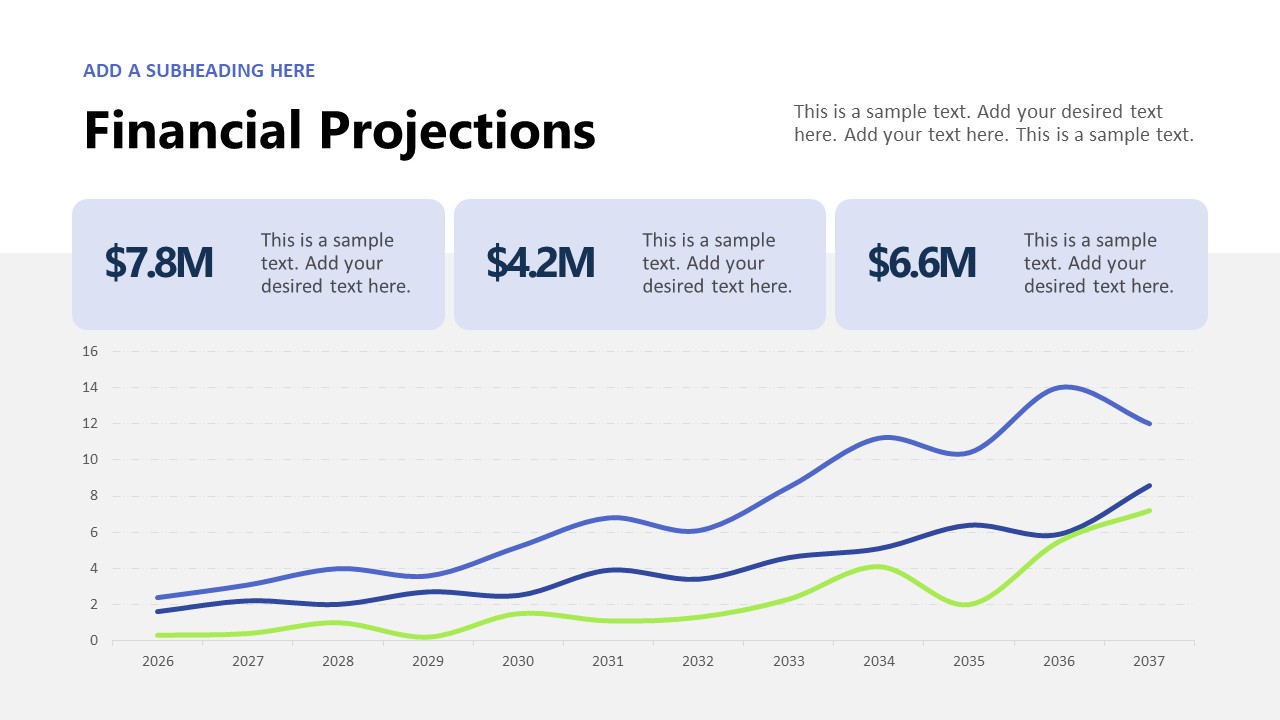 ADD A SUBHEADING HERE
Financial Projections
This is a sample text. Add your desired text
here. Add your text here. This is a sample text.
$7.8M
This is a sample
text. Add your
desired text here.
$4.2M
This is a sample
text. Add your
desired text here.
$6.6M
This is a sample
text. Add your
desired text here.
16
14
12
10
8
6
4
2
0
2026 2027 2028 2029 2030 2031 2032 2033 2034 2035 2036 2037